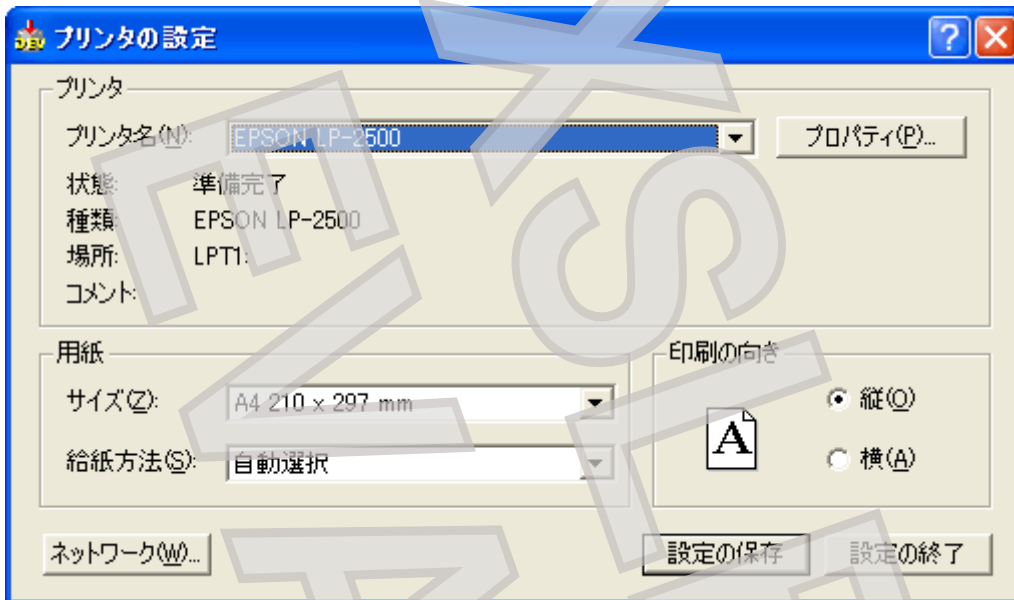 プリンタの設定
プリンタ
プリンタ名(N): EPSON LP-2500 プロパティ(P)...
状態: 準備完了
種類: EPSON LP-2500
場所: LPT1:
コメント:
用紙
サイズ(Z): A4 210 x 297 mm
給紙方法(S): 自動選択
印刷の向き
A
縦(O)
横(A)
ネットワーク(W)... 設定の保存 設定の終了